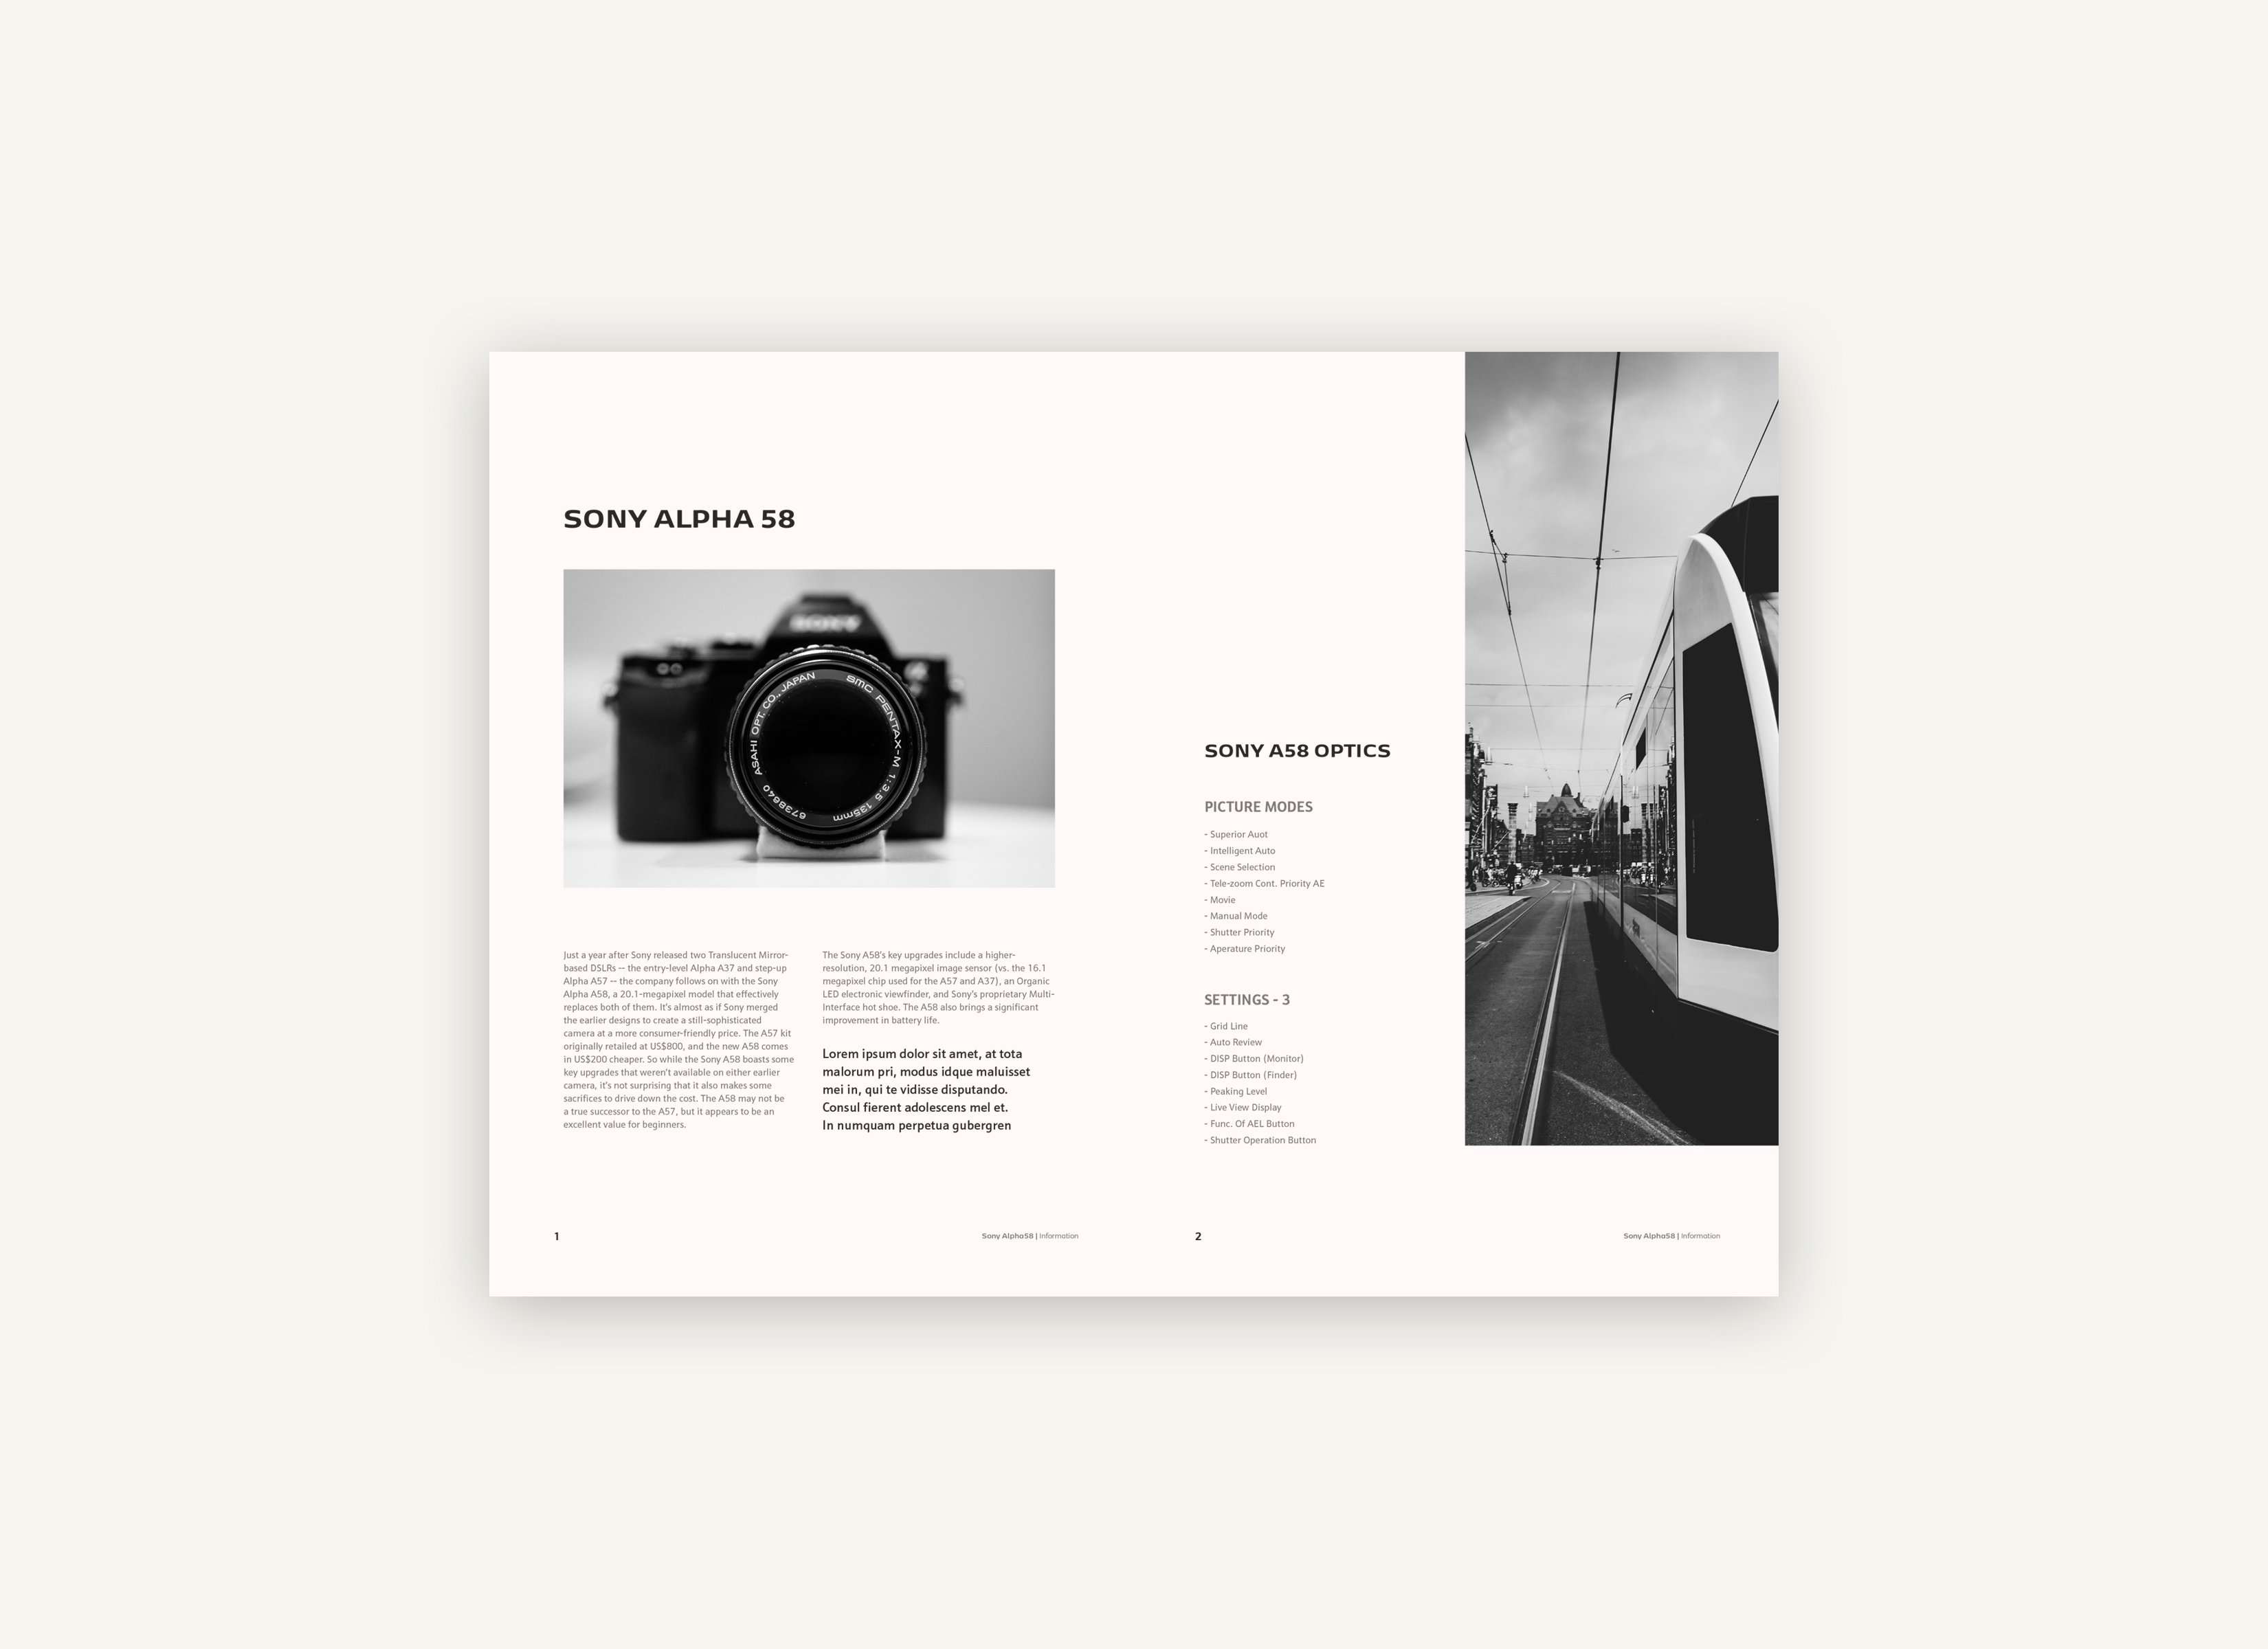 SONY ALPHA 58
SONY
ASAHI OPT. CO., JAPAN
SMC PENTAX-M 1:3.5 135mm
6738640
Just a year after Sony released two Translucent Mirror-
based DSLRs -- the entry-level Alpha A37 and step-up
Alpha A57 -- the company follows on with the Sony
Alpha A58, a 20.1-megapixel model that effectively
replaces both of them. It's almost as if Sony merged
the earlier designs to create a still-sophisticated
camera at a more consumer-friendly price. The A57 kit
originally retailed at US$800, and the new A58 comes
in US$200 cheaper. So while the Sony A58 boasts some
key upgrades that weren't available on either earlier
camera, it's not surprising that it also makes some
sacrifices to drive down the cost. The A58 may not be
a true successor to the A57, but it appears to be an
excellent value for beginners.
The Sony A58's key upgrades include a higher-
resolution, 20.1 megapixel image sensor (vs. the 16.1
megapixel chip used for the A57 and A37), an Organic
LED electronic viewfinder, and Sony's proprietary Multi-
Interface hot shoe. The A58 also brings a significant
improvement in battery life.
Lorem ipsum dolor sit amet, at tota
malorum pri, modus idque maluisset
mei in, qui te vidisse disputando.
Consul fierent adolescens mel et.
In numquam perpetua gubergren
1
Sony Alpha58 | Information
SONY A58 OPTICS
PICTURE MODES
- Superior Auot
- Intelligent Auto
- Scene Selection
- Tele-zoom Cont. Priority AE
- Movie
- Manual Mode
- Shutter Priority
- Aperature Priority
SETTINGS - 3
- Grid Line
- Auto Review
- DISP Button (Monitor)
- DISP Button (Finder)
- Peaking Level
- Live View Display
- Func. Of AEL Button
- Shutter Operation Button
2
Sony Alpha58 | Information